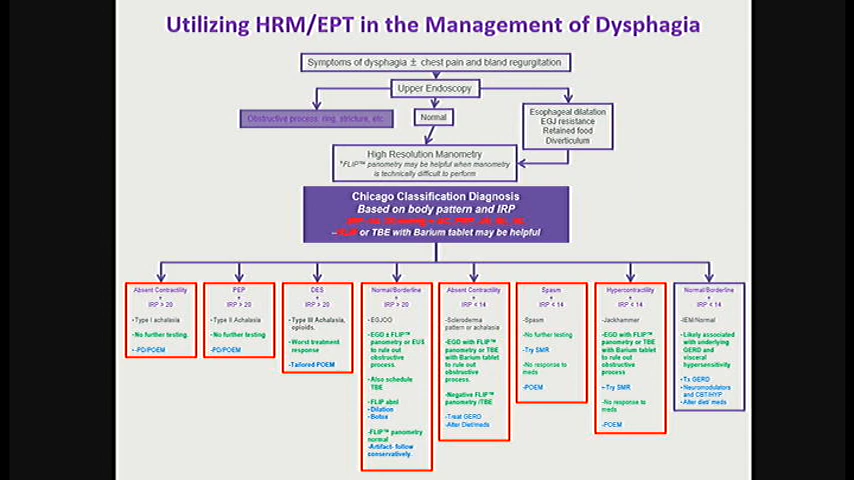 Utilizing HRM/EPT in the Management of Dysphagia
Symptoms of dysphagia ± chest pain and bland regurgitation
Upper Endoscopy
Obstructive process: ring, stricture, etc.
Normal
Esophageal dilatation
EGJ resistance
Retained food
Diverticulum
High Resolution Manometry
*FLIP™ panometry may be helpful when manometry
is technically difficult to perform
Chicago Classification Diagnosis
Based on body pattern and IRP
or TBE with Barium tablet may be helpful
Absent Contractility
+
IRP > 20
-Type I achalasia
-No further testing.
-PD/POEM
PEP
+
IRP > 20
-Type II Achalasia
-No further testing
-PD/POEM
DES
+
IRP > 20
-Type III Achalasia,
opioids.
-Worst treatment
response
-Tailored POEM
Normal/Borderline
+
IRP > 20
-EGJOO
-EGD ± FLIP™
panometry or EUS
to rule out
obstructive
process.
-Also schedule
TBE
-FLIP abnl
-Dilation
-Botox
-FLIP™ panometry
normal
-Artifact- follow
conservatively.
Absent Contractility
+
IRP < 14
-Scleroderma
pattern or achalasia
-EGD with FLIP™
panometry or TBE
with Barium tablet
to rule out
obstructive
process.
-Negative FLIP™
panometry /TBE
-Treat GERD
-Alter Diet/meds
Spasm
+
IRP < 14
-Spasm
-No further testing
-Try SMR
-No response to
meds
-POEM
Hypercontractility
+
IRP < 14
-Jackhammer
-EGD with FLIP™
panometry or TBE
with Barium tablet
to rule out
obstructive
process
-Try SMR
-No response to
meds
-POEM
Normal/Borderline
+
IRP < 14
-IEM/Normal
-Likely associated
with underlying
GERD and
visceral
hypersensitivity
-Tx GERD
-Neuromodulators
and CBT/HYP
-Alter diet/ meds